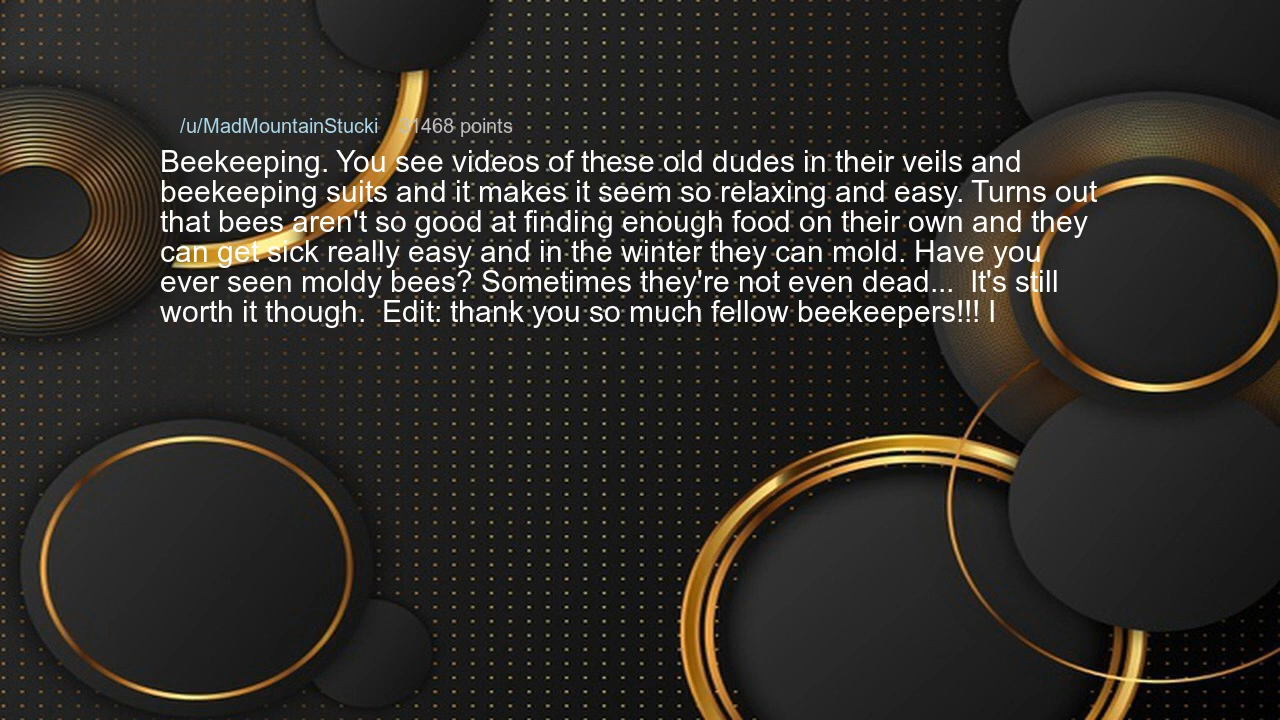 /u/MadMountainStucki 1468 points
Beekeeping. You see videos of these old dudes in their veils and
beekeeping suits and it makes it seem so relaxing and easy. Turns out
that bees aren't so good at finding enough food on their own and they
can get sick really easy and in the winter they can mold. Have you
ever seen moldy bees? Sometimes they're not even dead...  It's still
worth it though.  Edit: thank you so much fellow beekeepers!!! I